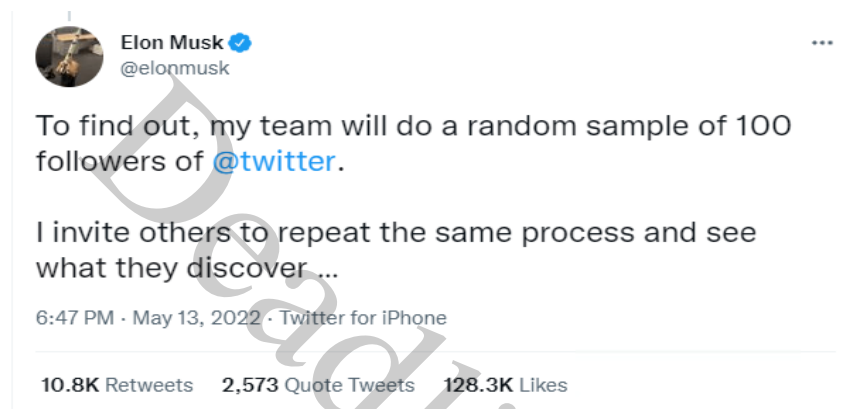 Elon Musk
@elonmusk
To find out, my team will do a random sample of 100
followers of @twitter.
I invite others to repeat the same process and see
what they discover ...
6:47 PM · May 13, 2022 · Twitter for iPhone
10.8K Retweets 2,573 Quote Tweets 128.3K Likes